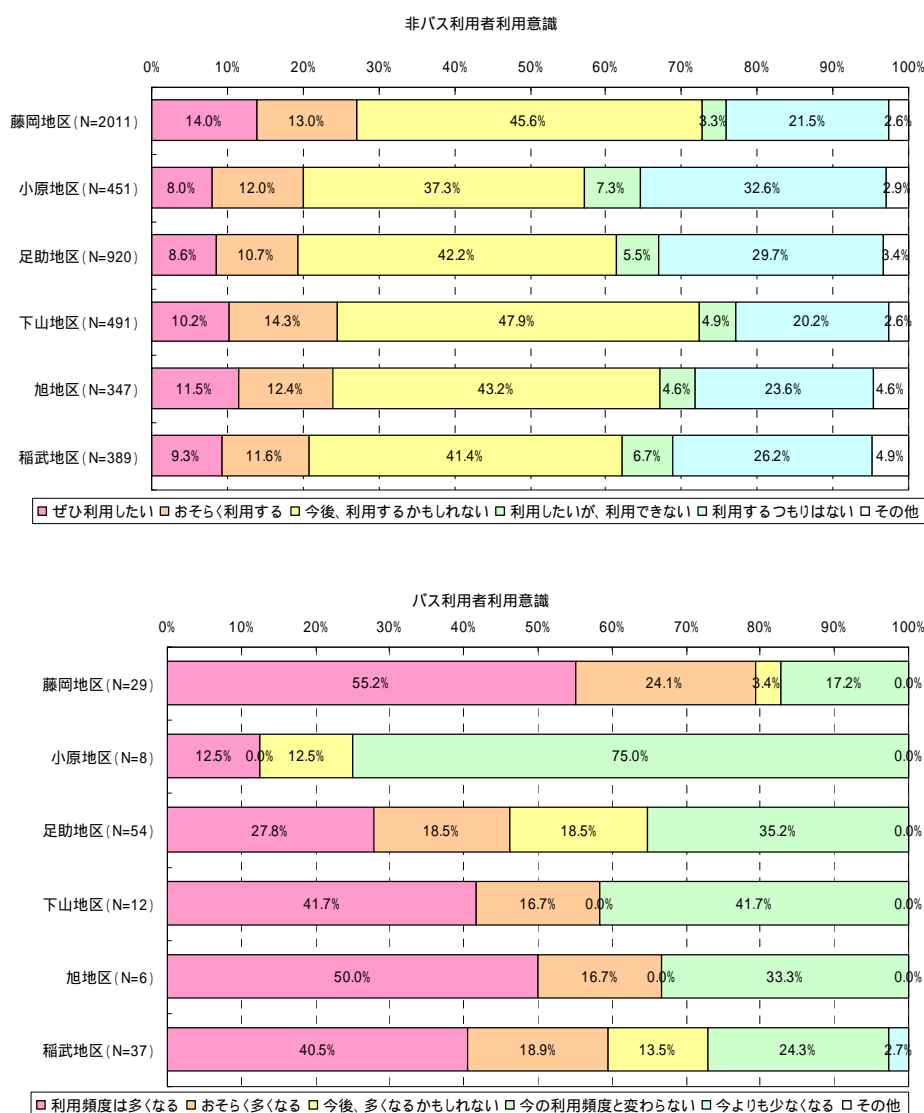 非バス利用者利用意識
0% 10% 20% 30% 40% 50% 60% 70% 80% 90% 100%
藤岡地区(N=2011) 14.0% 13.0% 45.6% 3.3% 21.5% 2.6%
小原地区(N=451) 8.0% 12.0% 37.3% 7.3% 32.6% 2.9%
足助地区(N=920) 8.6% 10.7% 42.2% 5.5% 29.7% 3.4%
下山地区(N=491) 10.2% 14.3% 47.9% 4.9% 20.2% 2.6%
旭地区(N=347) 11.5% 12.4% 43.2% 4.6% 23.6% 4.6%
稲武地区(N=389) 9.3% 11.6% 41.4% 6.7% 26.2% 4.9%
ぜひ利用したい おそらく利用する 今後、利用するかもしれない 利用したいが、利用できない 利用するつもりはない その他
バス利用者利用意識
0% 10% 20% 30% 40% 50% 60% 70% 80% 90% 100%
藤岡地区(N=29) 55.2% 24.1% 3.4% 17.2% 0.0%
小原地区(N=8) 12.5% 0.0% 12.5% 75.0% 0.0%
足助地区(N=54) 27.8% 18.5% 18.5% 35.2% 0.0%
下山地区(N=12) 41.7% 16.7% 0.0% 41.7% 0.0%
旭地区(N=6) 50.0% 16.7% 0.0% 33.3% 0.0%
稲武地区(N=37) 40.5% 18.9% 13.5% 24.3% 2.7%
利用頻度は多くなる おそらく多くなる 今後、多くなるかもしれない 今の利用頻度と変わらない 今よりも少なくなる その他